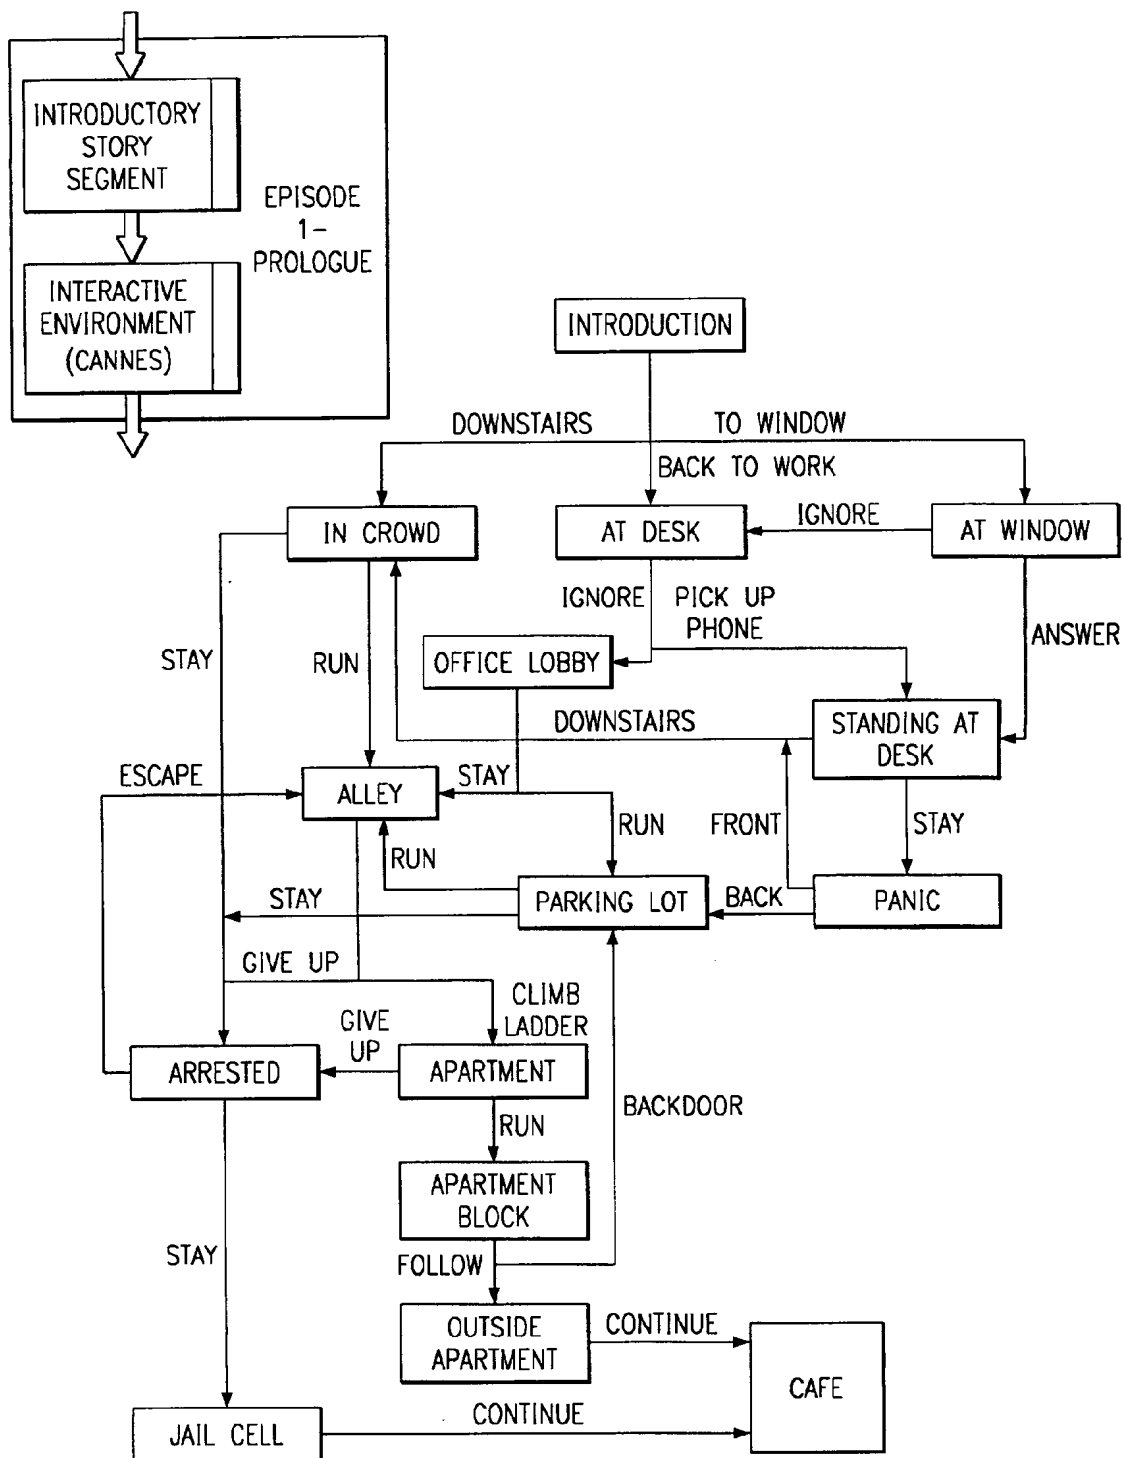 INTRODUCTORY
STORY
SEGMENT
EPISODE
1-
PROLOGUE
INTERACTIVE
ENVIRONMENT
(CANNES)
INTRODUCTION
DOWNSTAIRS
TO WINDOW
BACK TO WORK
IN CROWD
AT DESK
IGNORE
AT WINDOW
IGNORE
PICK UP
PHONE
ANSWER
STAY
RUN
OFFICE LOBBY
DOWNSTAIRS
STANDING AT
DESK
ESCAPE
ALLEY
STAY
RUN
FRONT
STAY
RUN
STAY
PARKING LOT
BACK
PANIC
GIVE UP
CLIMB
LADDER
GIVE
UP
ARRESTED
APARTMENT
BACKDOOR
RUN
APARTMENT
BLOCK
STAY
FOLLOW
OUTSIDE
APARTMENT
CONTINUE
CAFE
JAIL CELL
CONTINUE